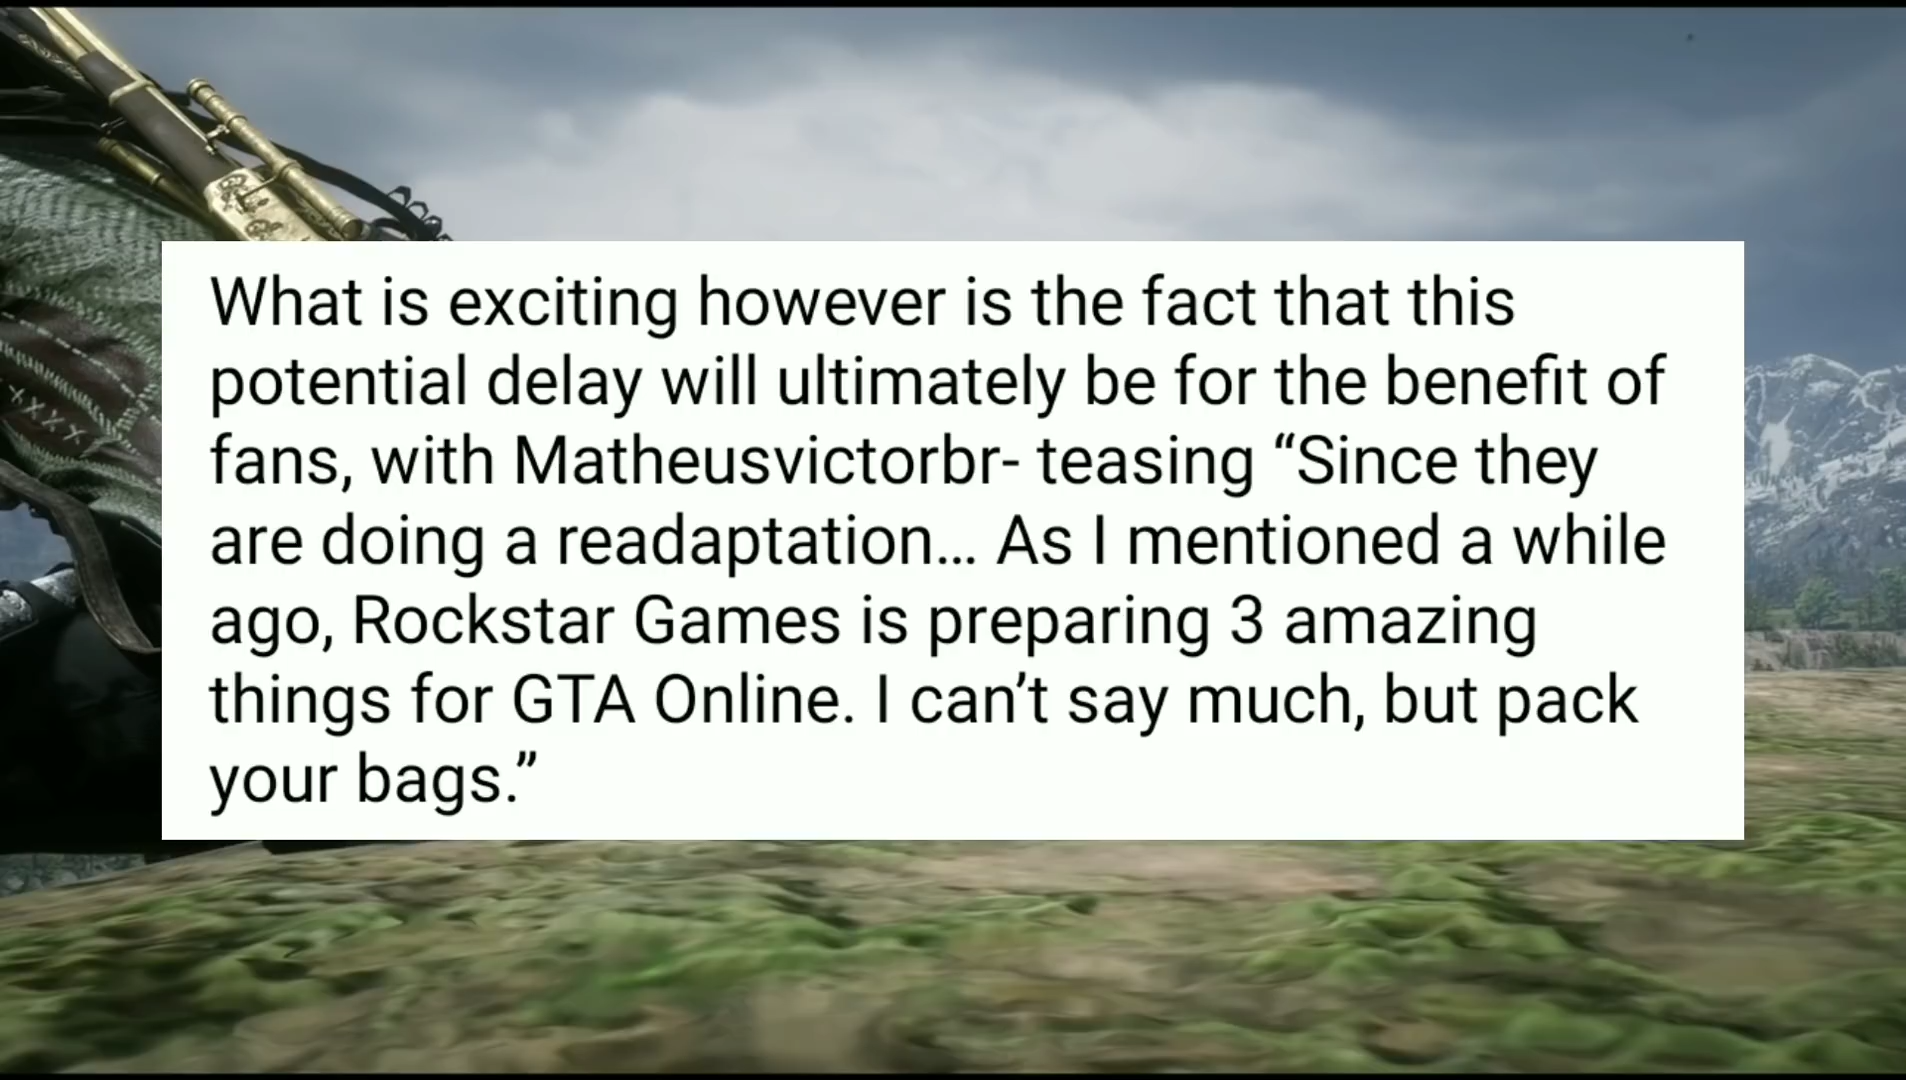 What is exciting however is the fact that this
potential delay will ultimately be for the benefit of
fans, with Matheusvictorbr- teasing “Since they
are doing a readaptation… As I mentioned a while
ago, Rockstar Games is preparing 3 amazing
things for GTA Online. I can’t say much, but pack
your bags.”